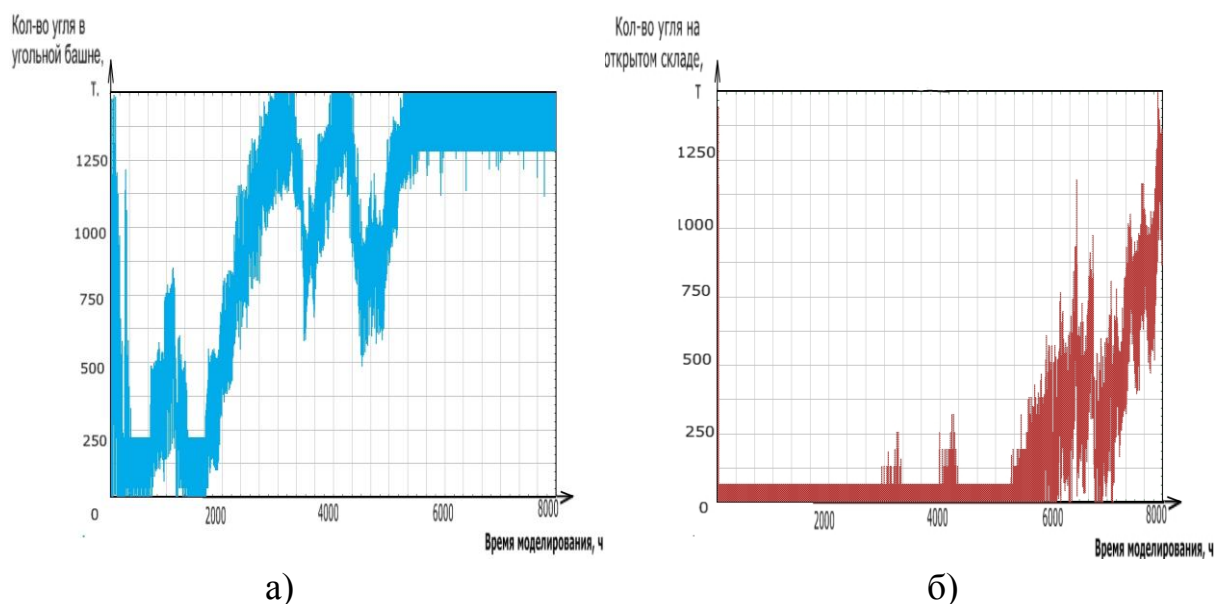 Кол-во угля в
угольной башне,
т.
1250
1000
750
500
250
0
2000
4000
6000
8000
Время моделирования, ч
а)
Кол-во угля на
открытом складе,
т
1250
1000
750
500
250
0
2000
4000
6000
8000
Время моделирования, ч
б)